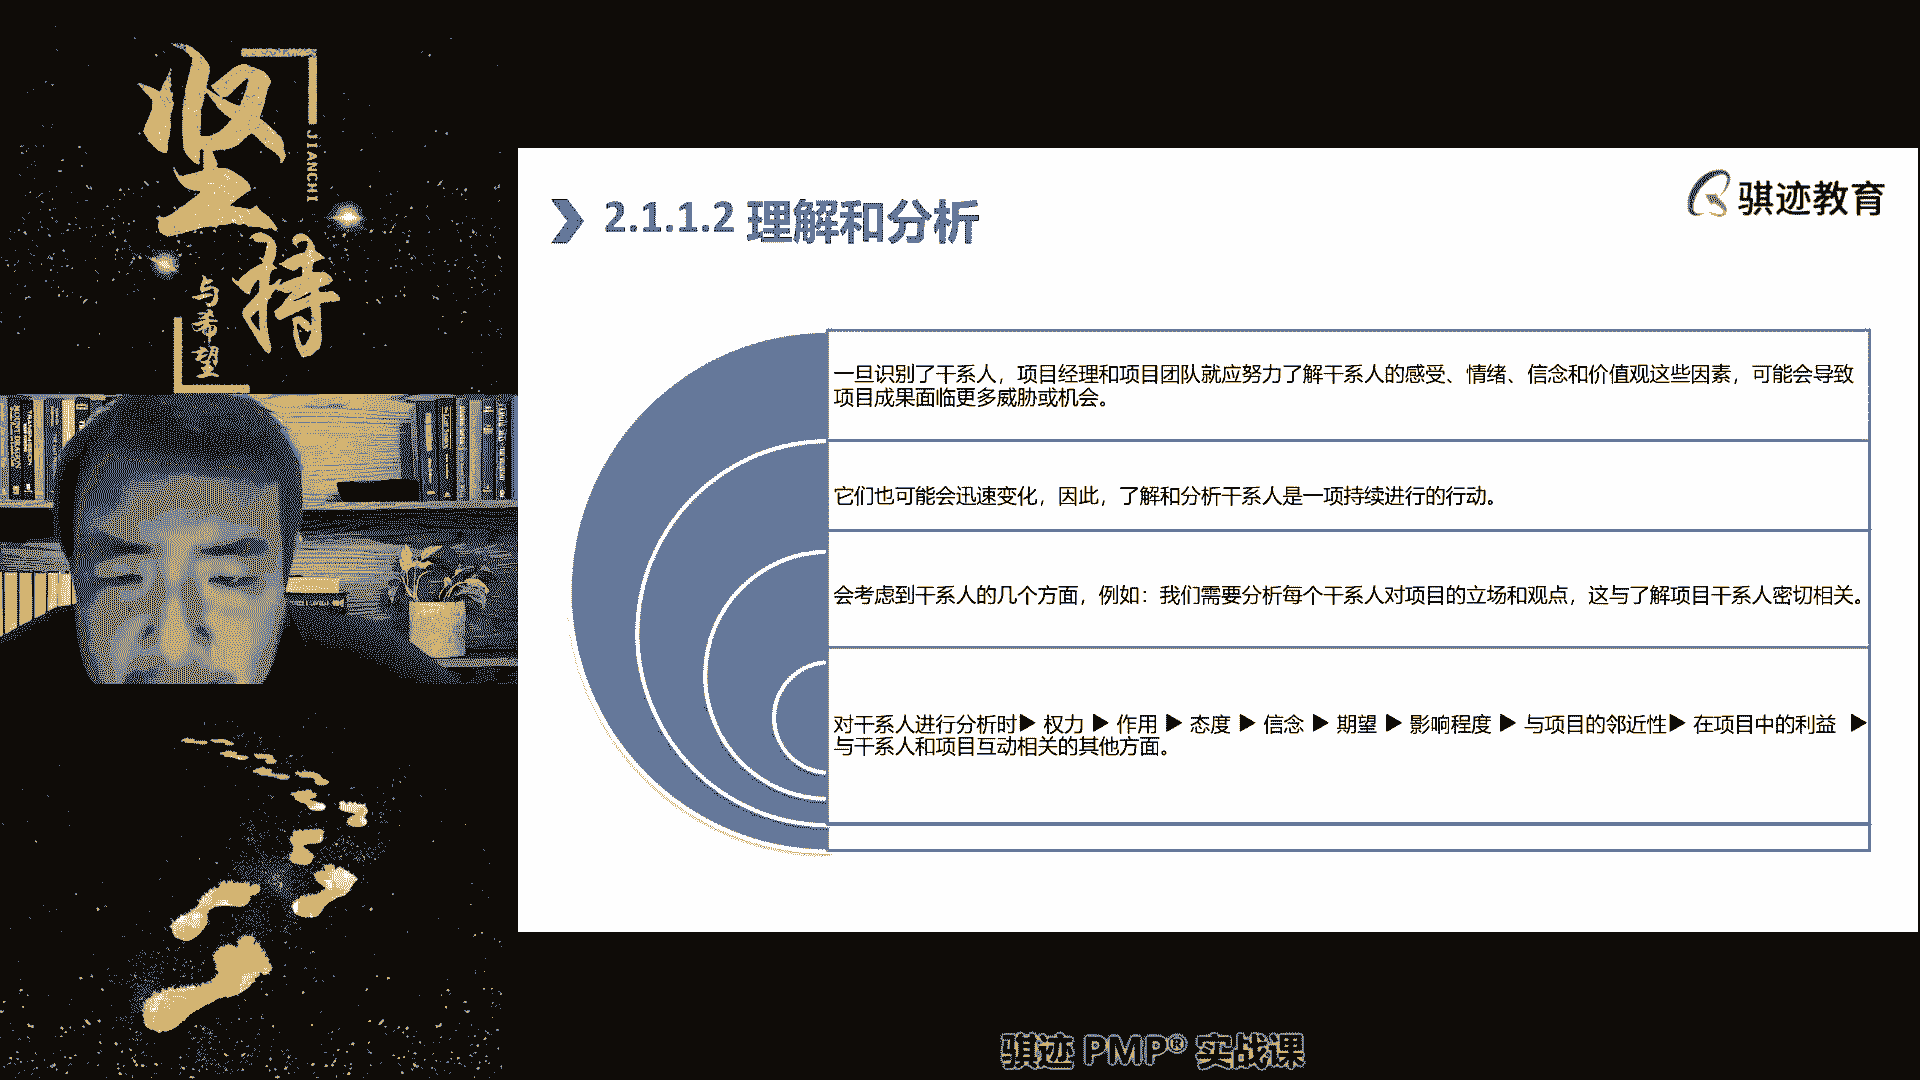 坚持
JIANCHI
与希望
骐迹教育
2.1.1.2 理解和分析
一旦识别了干系人，项目经理和项目团队就应努力了解干系人的感受、情绪、信念和价值观这些因素，可能会导致
项目成果面临更多威胁或机会。
它们也可能会迅速变化，因此，了解和分析干系人是一项持续进行的行动。
会考虑到干系人的几个方面，例如：我们需要分析每个干系人对项目的立场和观点，这与了解项目干系人密切相关。
对干系人进行分析时▶ 权力 ▶ 作用 ▶ 态度 ▶ 信念 ▶ 期望 ▶ 影响程度 ▶ 与项目的邻近性▶ 在项目中的利益 ▶
与干系人和项目互动相关的其他方面。
骐迹 PMP® 实战课